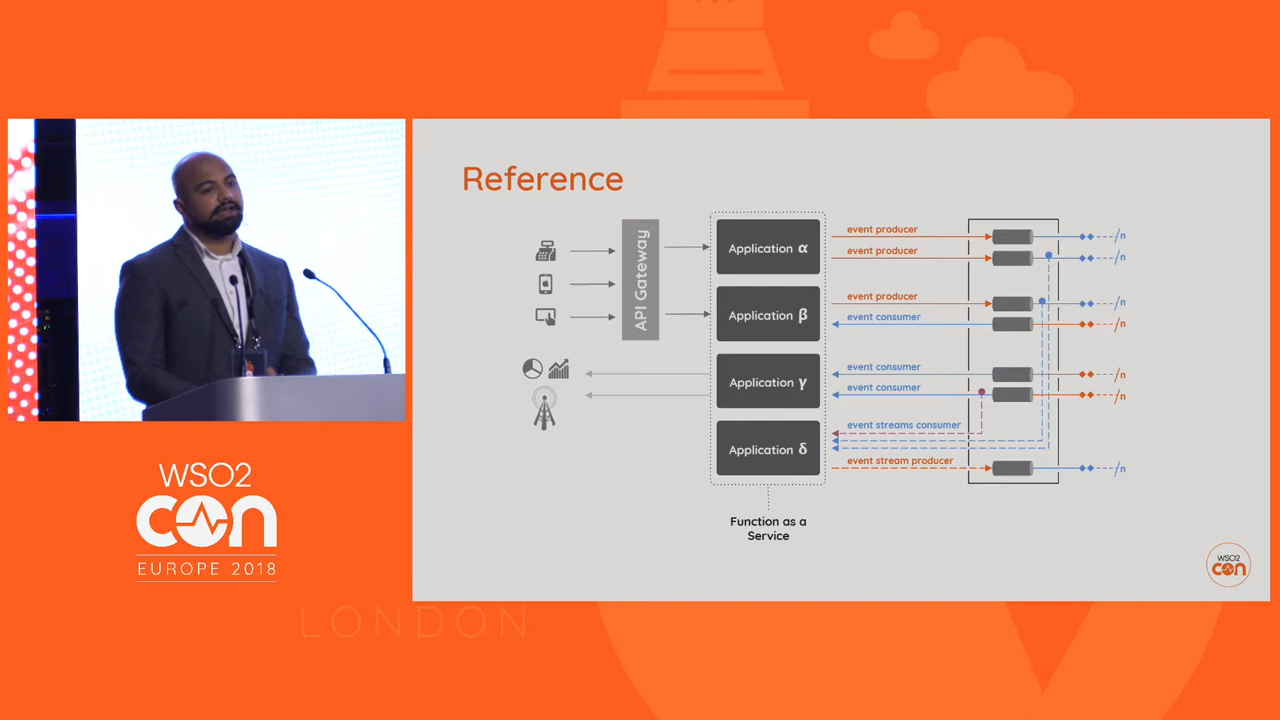 Reference
API Gateway
Application α
Application β
Application γ
Application δ
event producer
event producer
event producer
event consumer
event consumer
event consumer
event streams consumer
event stream producer
/n
/n
/n
/n
/n
/n
/n
Function as a
Service
WSO2
con
WSO2
con
EUROPE 2018
LONDON